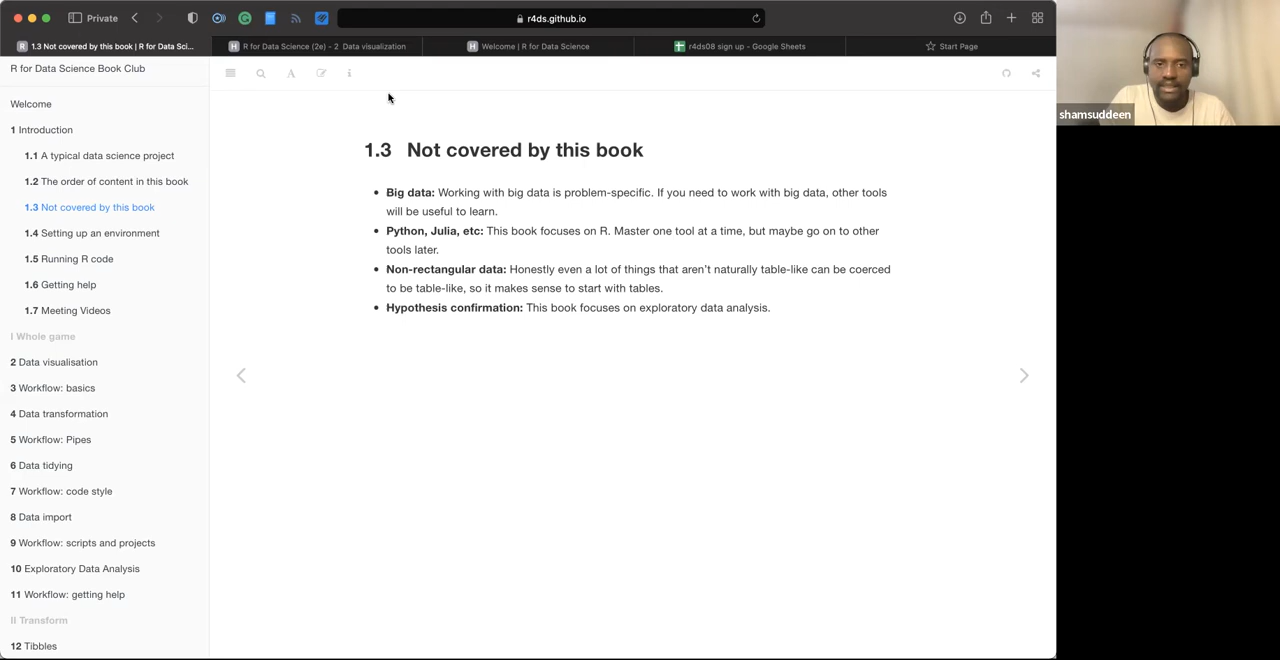 Private
r4ds.github.io
R 1.3 Not covered by this book | R for Data Sci...
H R for Data Science (2e) - 2 Data visualization
H Welcome | R for Data Science
r4ds08 sign up - Google Sheets
Start Page
R for Data Science Book Club
Welcome
1 Introduction
1.1 A typical data science project
1.2 The order of content in this book
1.3 Not covered by this book
1.4 Setting up an environment
1.5 Running R code
1.6 Getting help
1.7 Meeting Videos
I Whole game
2 Data visualisation
3 Workflow: basics
4 Data transformation
5 Workflow: Pipes
6 Data tidying
7 Workflow: code style
8 Data import
9 Workflow: scripts and projects
10 Exploratory Data Analysis
11 Workflow: getting help
II Transform
12 Tibbles
1.3 Not covered by this book
• Big data: Working with big data is problem-specific. If you need to work with big data, other tools
will be useful to learn.
• Python, Julia, etc: This book focuses on R. Master one tool at a time, but maybe go on to other
tools later.
• Non-rectangular data: Honestly even a lot of things that aren't naturally table-like can be coerced
to be table-like, so it makes sense to start with tables.
• Hypothesis confirmation: This book focuses on exploratory data analysis.
shamsuddeen